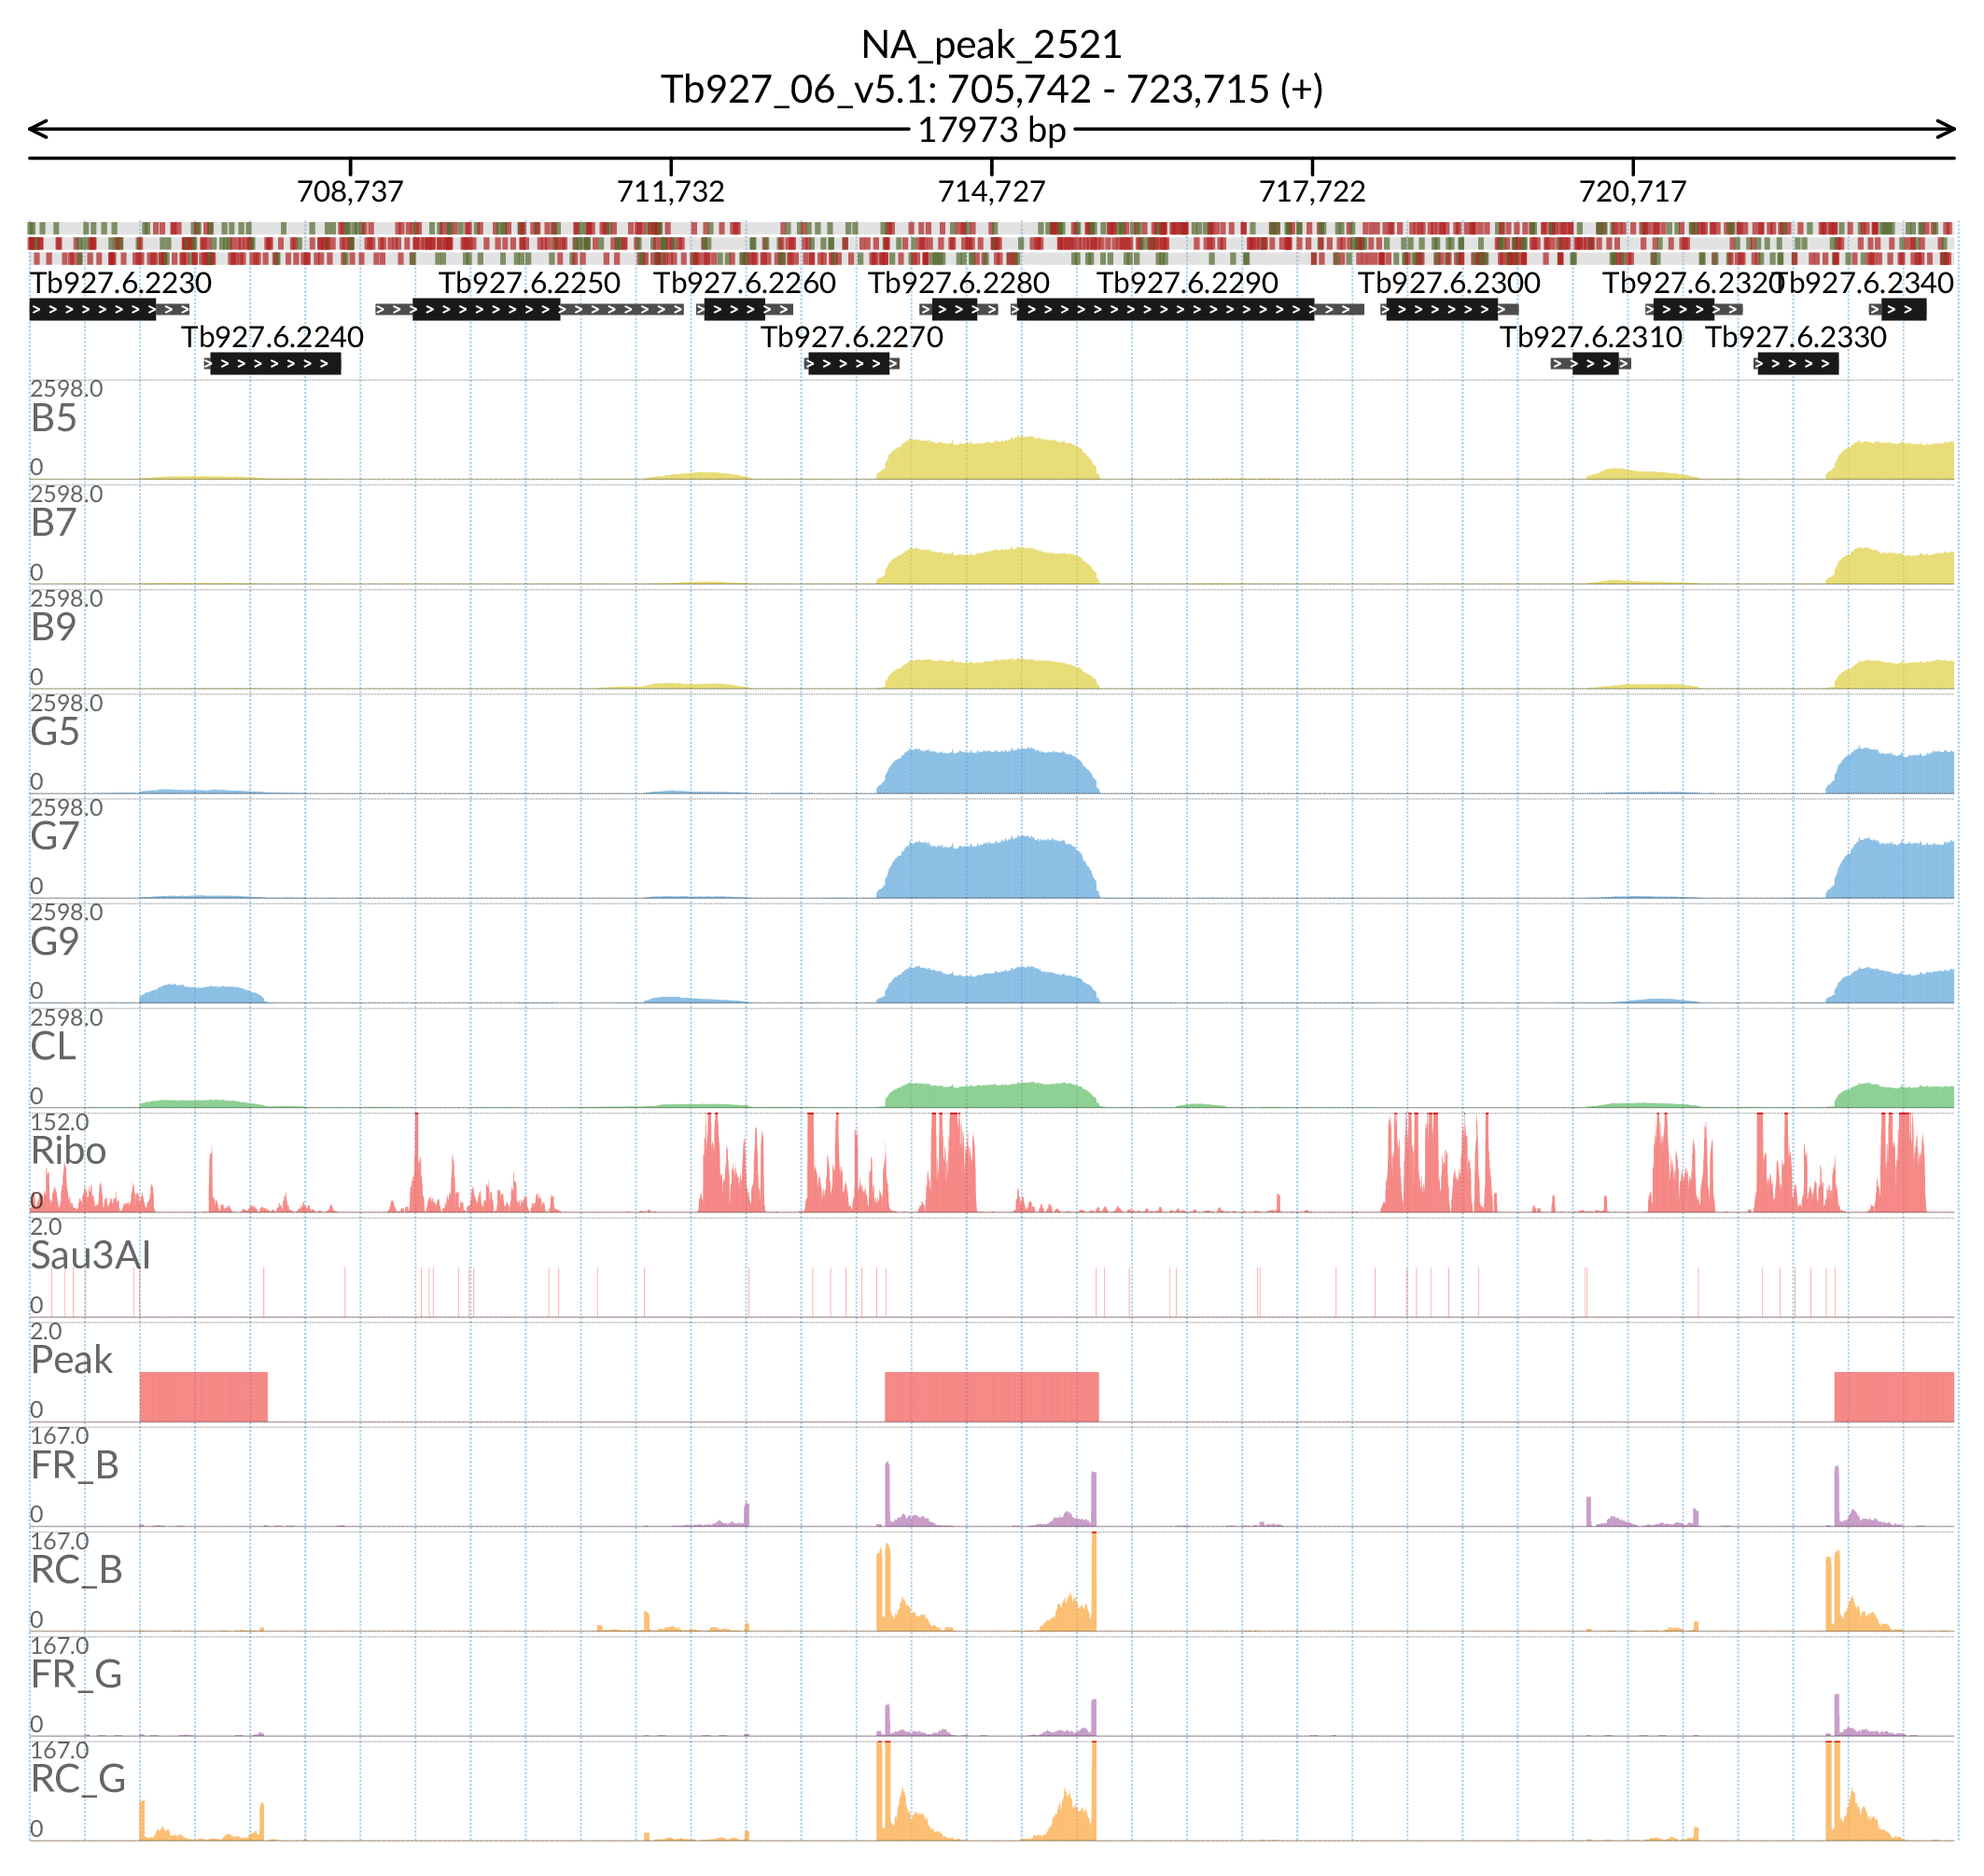 NA_peak_2521
Tb927_06_v5.1: 705,742 - 723,715 (+)
17973 bp
708,737 711,732 714,727 717,722 720,717
Tb927.6.2230 Tb927.6.2250 Tb927.6.2260 Tb927.6.2280 Tb927.6.2290 Tb927.6.2300 Tb927.6.2320 Tb927.6.2340
Tb927.6.2240 Tb927.6.2270 Tb927.6.2310 Tb927.6.2330
2598.0
B5
0
2598.0
B7
0
2598.0
B9
0
2598.0
G5
0
2598.0
G7
0
2598.0
G9
0
2598.0
CL
0
152.0
Ribo
0
2.0
Sau3AI
0
2.0
Peak
0
167.0
FR_B
0
167.0
RC_B
0
167.0
FR_G
0
167.0
RC_G
0